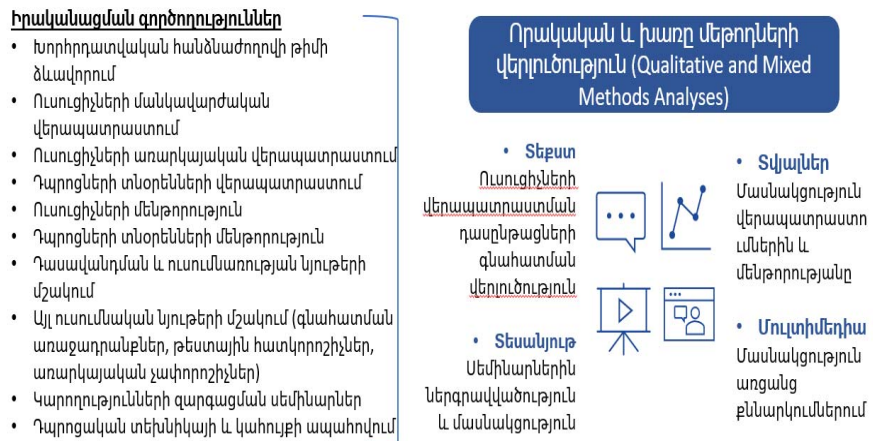 Իրականացման գործողություններ
• Խորհրդատվական հանձնաժողովի թիմի
ձևավորում
• Ուսուցիչների մանկավարժական
վերապատրաստում
• Ուսուցիչների առարկայական վերապատրաստում
• Դպրոցների տնօրենների վերապատրաստում
• Ուսուցիչների մենթորություն
• Դպրոցների տնօրենների մենթորություն
• Դասավանդման և ուսումնառության նյութերի
մշակում
• Այլ ուսումնական նյութերի մշակում (գնահատման
առաջադրանքներ, թեստային հատկորոշիչներ,
առարկայական չափորոշիչներ)
• Կարողությունների զարգացման սեմինարներ
• Դպրոցական տեխնիկայի և կահույքի ապահովում
Որակական և խառը մեթոդների
վերլուծություն (Qualitative and Mixed
Methods Analyses)
• Տեքստ
Ուսուցիչների
վերապատրաստման
դասընթացների
գնահատման
վերլուծություն
• Տվյալներ
Մասնակցություն
վերապատրաստո
ւմներին և
մենթորությանը
• Տեսանյութ
Սեմինարներին
ներգրավվածություն
և մասնակցություն
• Մուլտիմեդիա
Մասնակցություն
առցանց
քննարկումներում